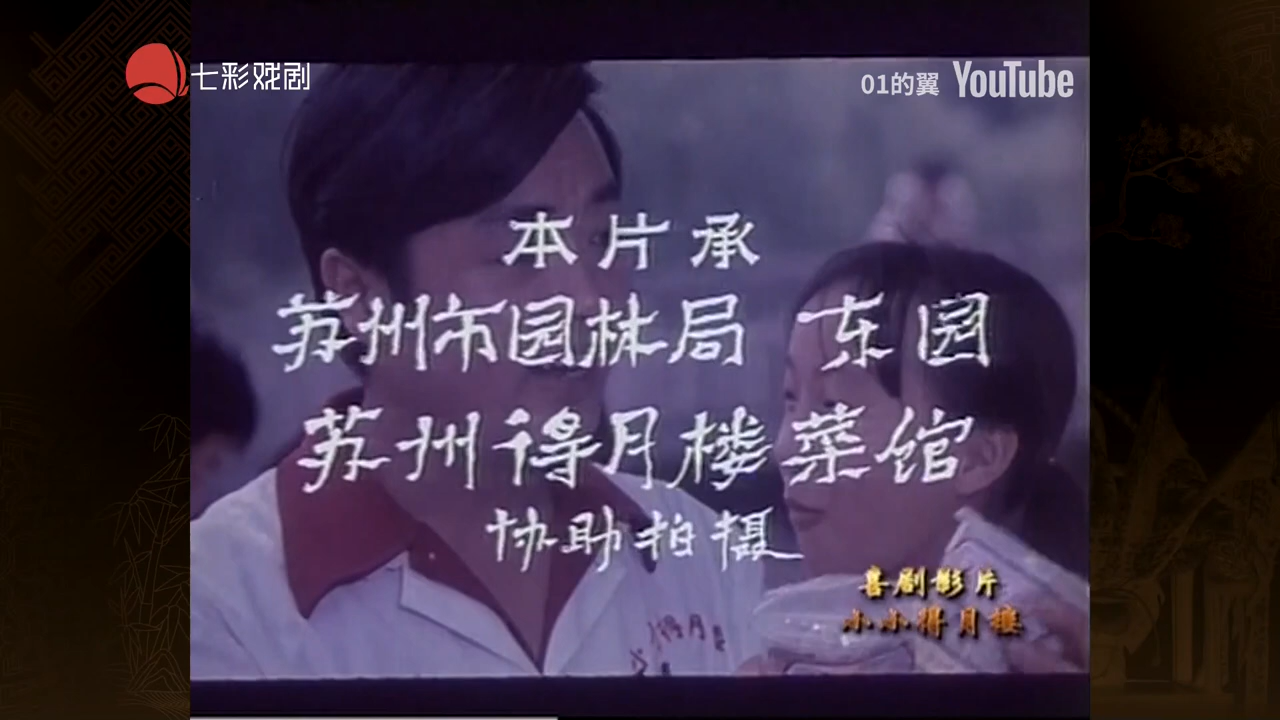 七彩戏剧
01的翼 YouTube
本片承
苏州市园林局 东园
苏州得月楼菜馆
协助拍摄
喜剧影片
小小得月楼